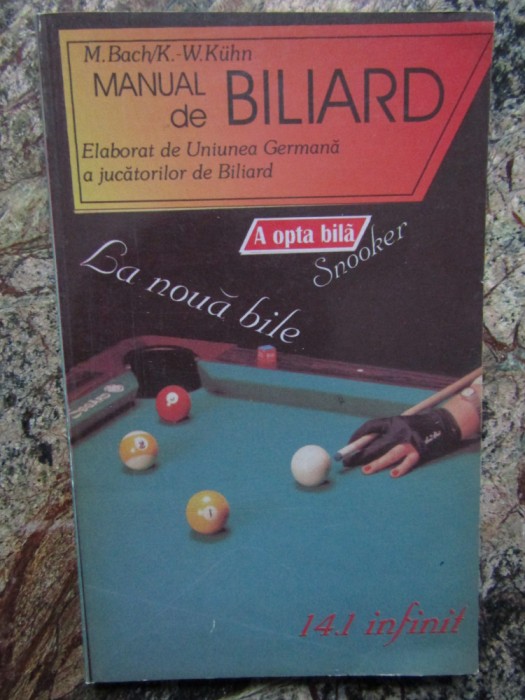 M.Bach/K.-W.Kühn
MANUAL
de BILIARD
Elaborat de Uniunea Germană
a jucătorilor de Biliard
A opta bilă
Snooker
La nouă bile
1
14.1 infinit